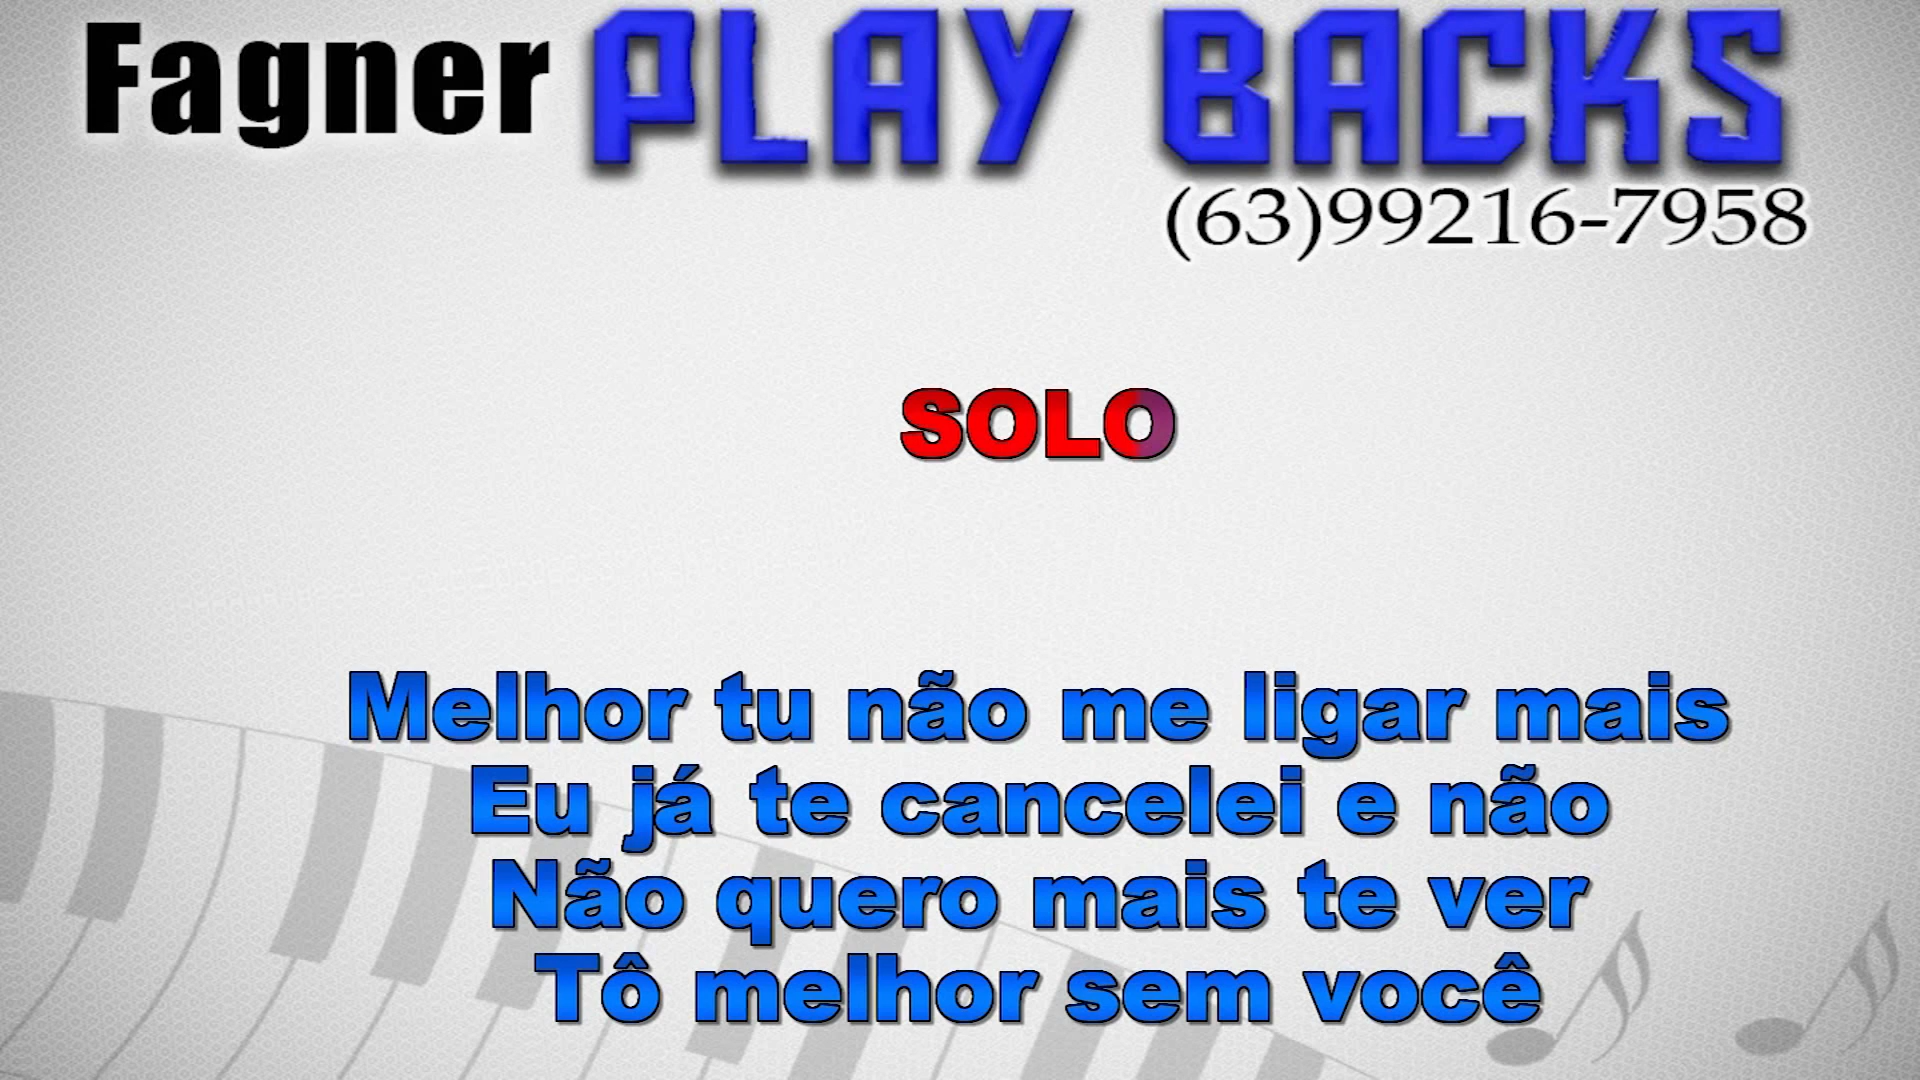 Fagner PLAY BACKS
(63)99216-7958
SOLO
Melhor tu não me ligar mais
Eu já te cancelei e não
Não quero mais te ver
Tô melhor sem você